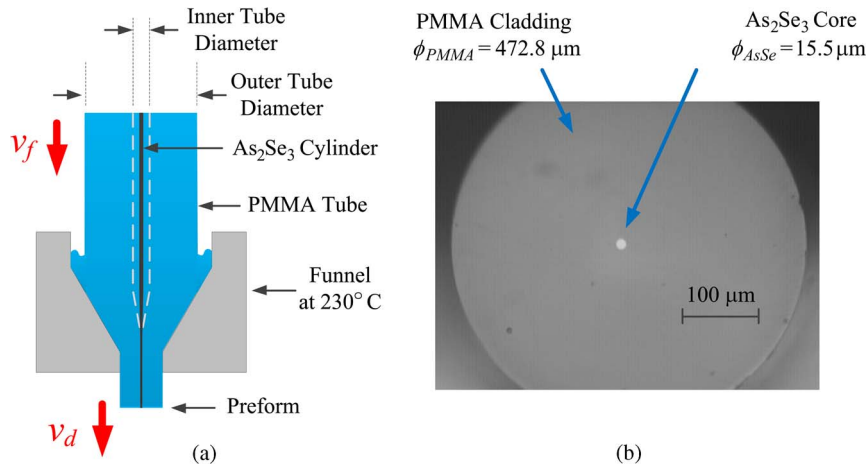 Inner Tube
Diameter
Outer Tube
Diameter
v_f
As₂Se₃ Cylinder
PMMA Tube
Funnel
at 230° C
Preform
v_d
(a)
PMMA Cladding
ϕ_PMMA = 472.8 μm
As₂Se₃ Core
ϕ_AsSe = 15.5 μm
100 μm
(b)